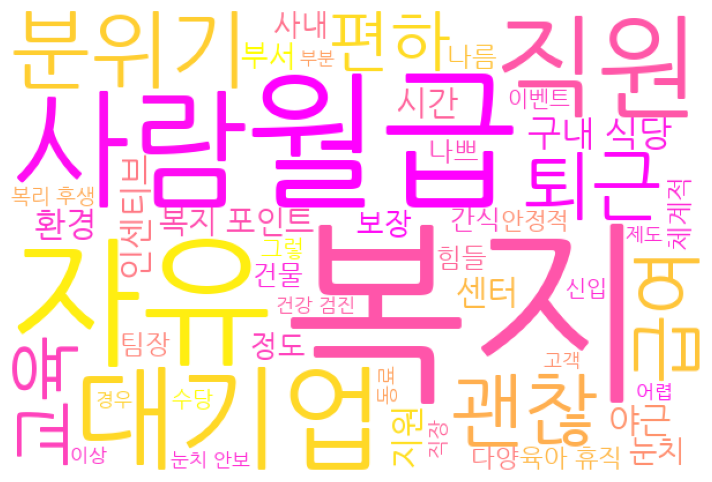 분위기
사내
부서
부분
편하
나름
직원
사람
월급
시간
이벤트
나쁘
구내 식당
퇴근
인센티브
복리 후생
환경
복지 포인트
보장
간식
안정적
제도
체계적
자유
그렇
건물
복지
힘들
센터
신입
급여
건강 검진
팀장
정도
교육
대기업
경우
수당
동료
지원
직장
괜찮
고객
어렵
야근
이상
눈치 안보
다양
육아 휴직
눈치